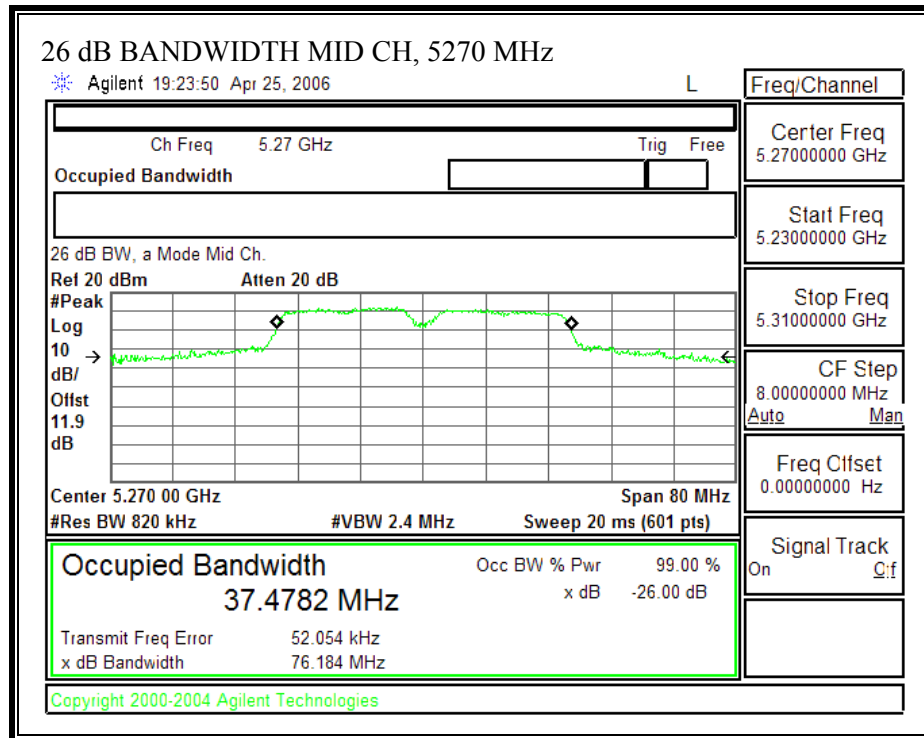 26 dB BANDWIDTH MID CH, 5270 MHz
Agilent 19:23:50 Apr 25, 2006 L
Freq/Channel
Ch Freq 5.27 GHz Trig Free
Occupied Bandwidth
Center Freq
5.27000000 GHz
Start Freq
5.23000000 GHz
Stop Freq
5.31000000 GHz
CF Step
8.00000000 MHz
Auto Man
Freq Offset
0.00000000 Hz
Signal Track
On Off
26 dB BW, a Mode Mid Ch.
Ref 20 dBm Atten 20 dB
#Peak
Log
10
dB/
Offst
11.9
dB
Center 5.270 00 GHz Span 80 MHz
#Res BW 820 kHz #VBW 2.4 MHz Sweep 20 ms (601 pts)
Occupied Bandwidth
37.4782 MHz
Occ BW % Pwr 99.00 %
x dB -26.00 dB
Transmit Freq Error 52.054 kHz
x dB Bandwidth 76.184 MHz
Copyright 2000-2004 Agilent Technologies